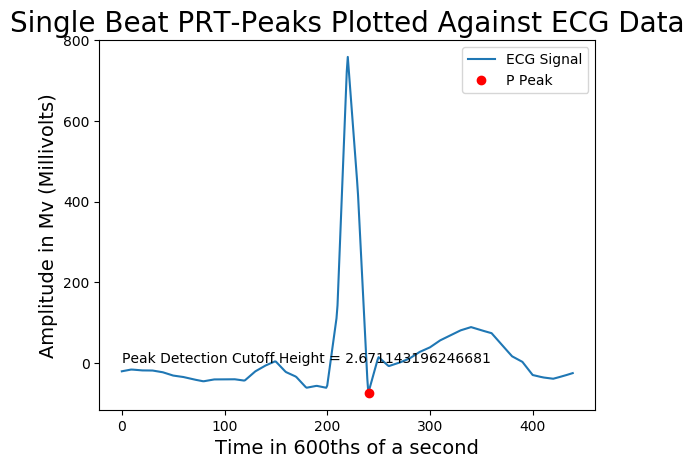 Single Beat PRT-Peaks Plotted Against ECG Data
800
600
400
200
0
Amplitude in Mv (Millivolts)
ECG Signal
P Peak
Peak Detection Cutoff Height = 2.671143196246681
0 100 200 300 400
Time in 600ths of a second